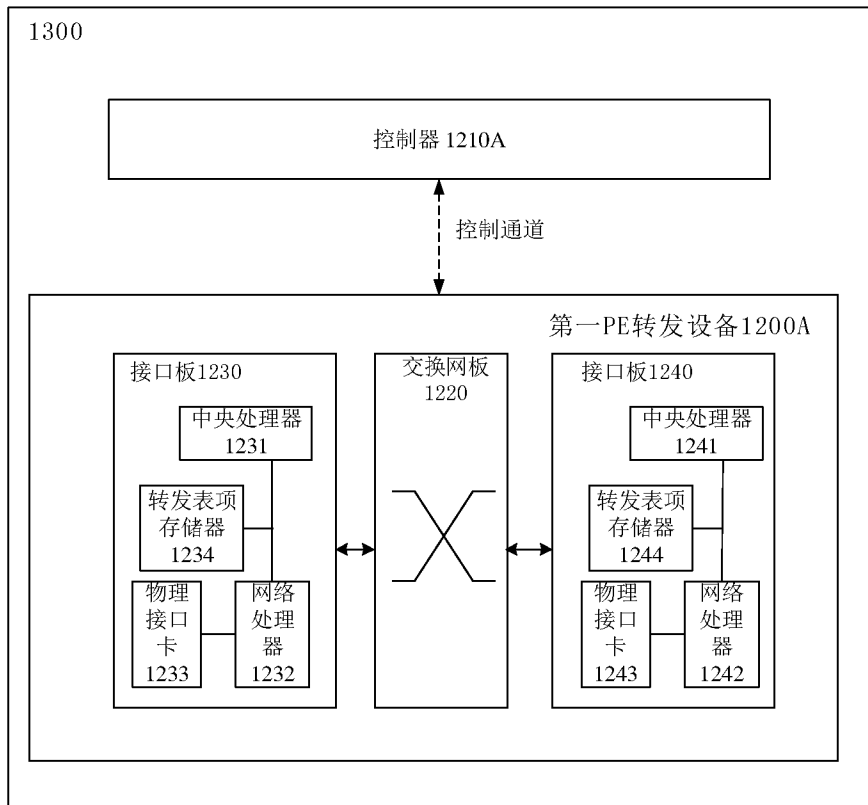 1300
控制器 1210A
控制通道
第一PE转发设备1200A
接口板1230
中央处理器
1231
转发表项
存储器
1234
物理
接口
卡
1233
网络
处理
器
1232
交换网板
1220
接口板1240
中央处理器
1241
转发表项
存储器
1244
物理
接口
卡
1243
网络
处理
器
1242